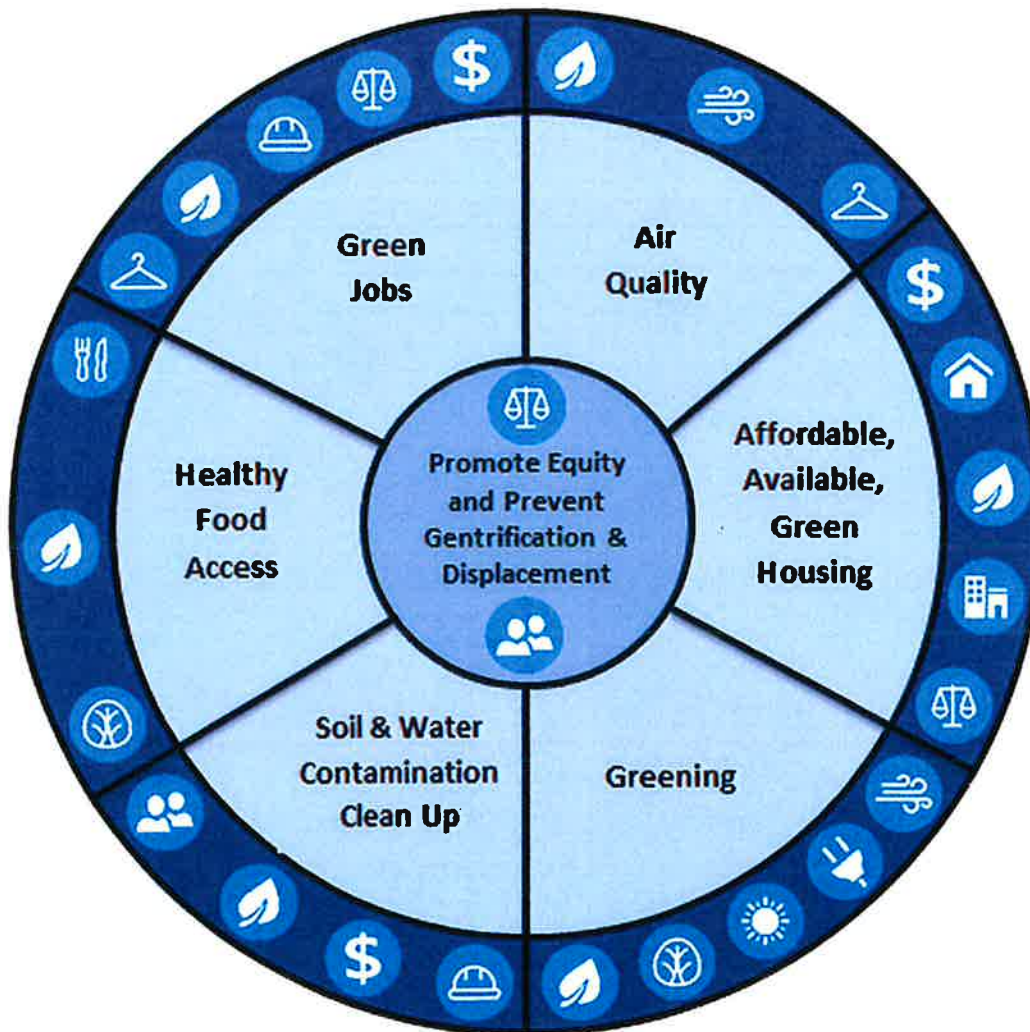 Green
Jobs
Air
Quality
Affordable,
Available,
Green
Housing
Healthy
Food
Access
Promote Equity
and Prevent
Gentrification &
Displacement
Soil & Water
Contamination
Clean Up
Greening
$
$
$